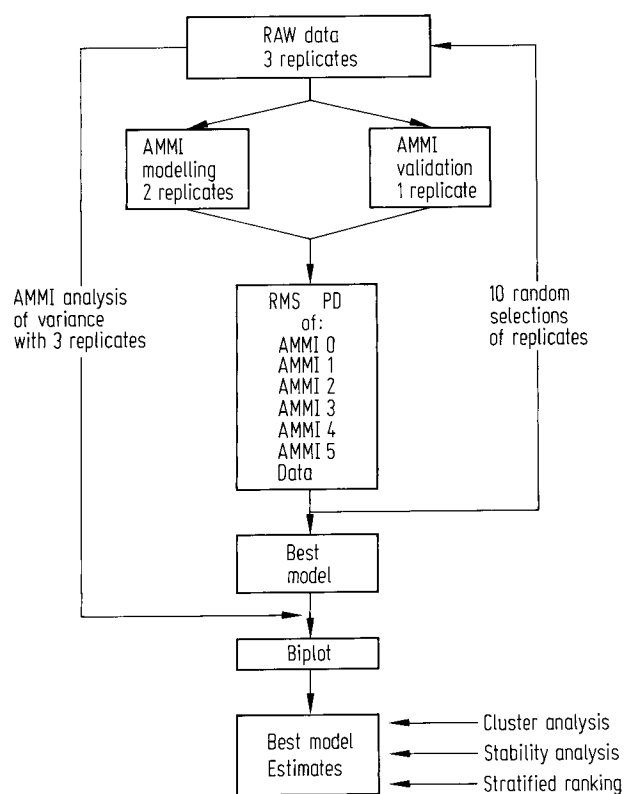 RAW data
3 replicates
AMMI
modelling
2 replicates
AMMI
validation
1 replicate
AMMI analysis
of variance
with 3 replicates
RMS PD
of:
AMMI 0
AMMI 1
AMMI 2
AMMI 3
AMMI 4
AMMI 5
Data
10 random
selections
of replicates
Best
model
Biplot
Best model
Estimates
Cluster analysis
Stability analysis
Stratified ranking